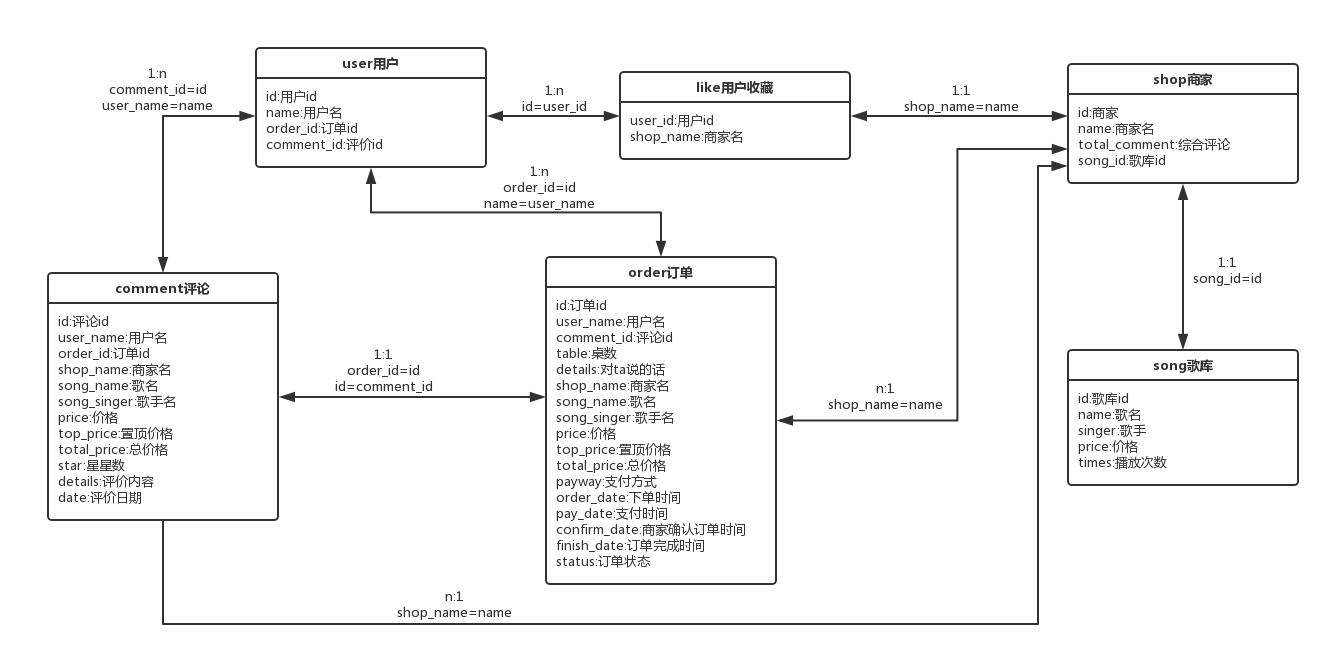 1:n
comment_id=id
user_name=name
user用户
id:用户id
name:用户名
order_id:订单id
comment_id:评价id
1:n
id=user_id
like用户收藏
user_id:用户id
shop_name:商家名
1:1
shop_name=name
shop商家
id:商家
name:商家名
total_comment:综合评论
song_id:歌库id
1:n
order_id=id
name=user_name
comment评论
id:评论id
user_name:用户名
order_id:订单id
shop_name:商家名
song_name:歌名
song_singer:歌手名
price:价格
top_price:置顶价格
total_price:总价格
star:星星数
details:评价内容
date:评价日期
1:1
order_id=id
id=comment_id
order订单
id:订单id
user_name:用户名
comment_id:评论id
table:桌数
details:对ta说的话
shop_name:商家名
song_name:歌名
song_singer:歌手名
price:价格
top_price:置顶价格
total_price:总价格
payway:支付方式
order_date:下单时间
pay_date:支付时间
confirm_date:商家确认订单时间
finish_date:订单完成时间
status:订单状态
n:1
shop_name=name
1:1
song_id=id
song歌库
id:歌库id
name:歌名
singer:歌手
price:价格
times:播放次数
n:1
shop_name=name